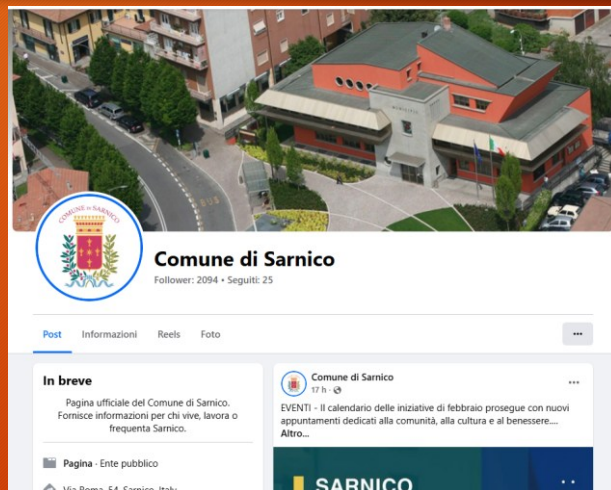 MUNICIPIO
BUS
COMUNE DI SARNICO
Comune di Sarnico
Follower: 2094 • Seguiti: 25
Post Informazioni Reels Foto
In breve
Pagina ufficiale del Comune di Sarnico.
Fornisce informazioni per chi vive, lavora o
frequenta Sarnico.
Pagina · Ente pubblico
Via Roma, 54, Sarnico, Italy
Comune di Sarnico
17 h ·
EVENTI - Il calendario delle iniziative di febbraio prosegue con nuovi
appuntamenti dedicati alla comunità, alla cultura e al benessere....
Altro...
SARNICO